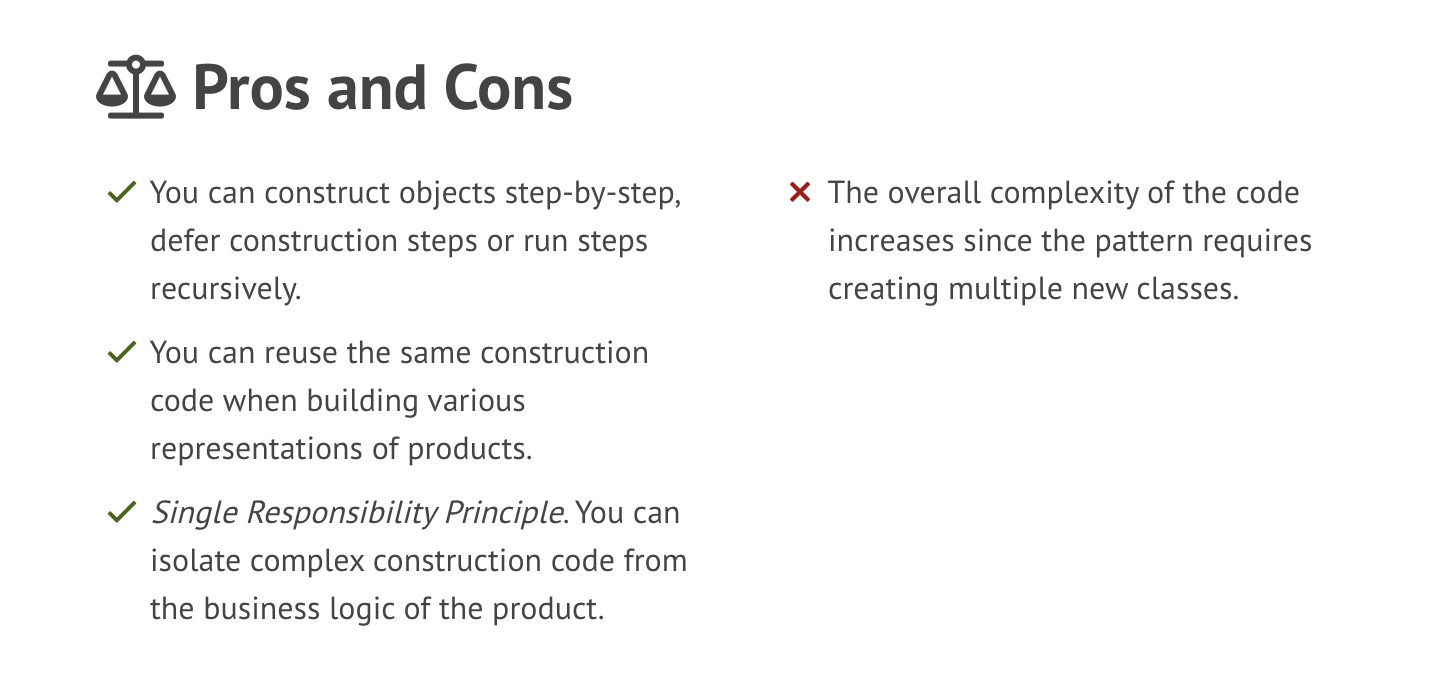 Pros and Cons
You can construct objects step-by-step,
defer construction steps or run steps
recursively.
You can reuse the same construction
code when building various
representations of products.
Single Responsibility Principle. You can
isolate complex construction code from
the business logic of the product.
The overall complexity of the code
increases since the pattern requires
creating multiple new classes.